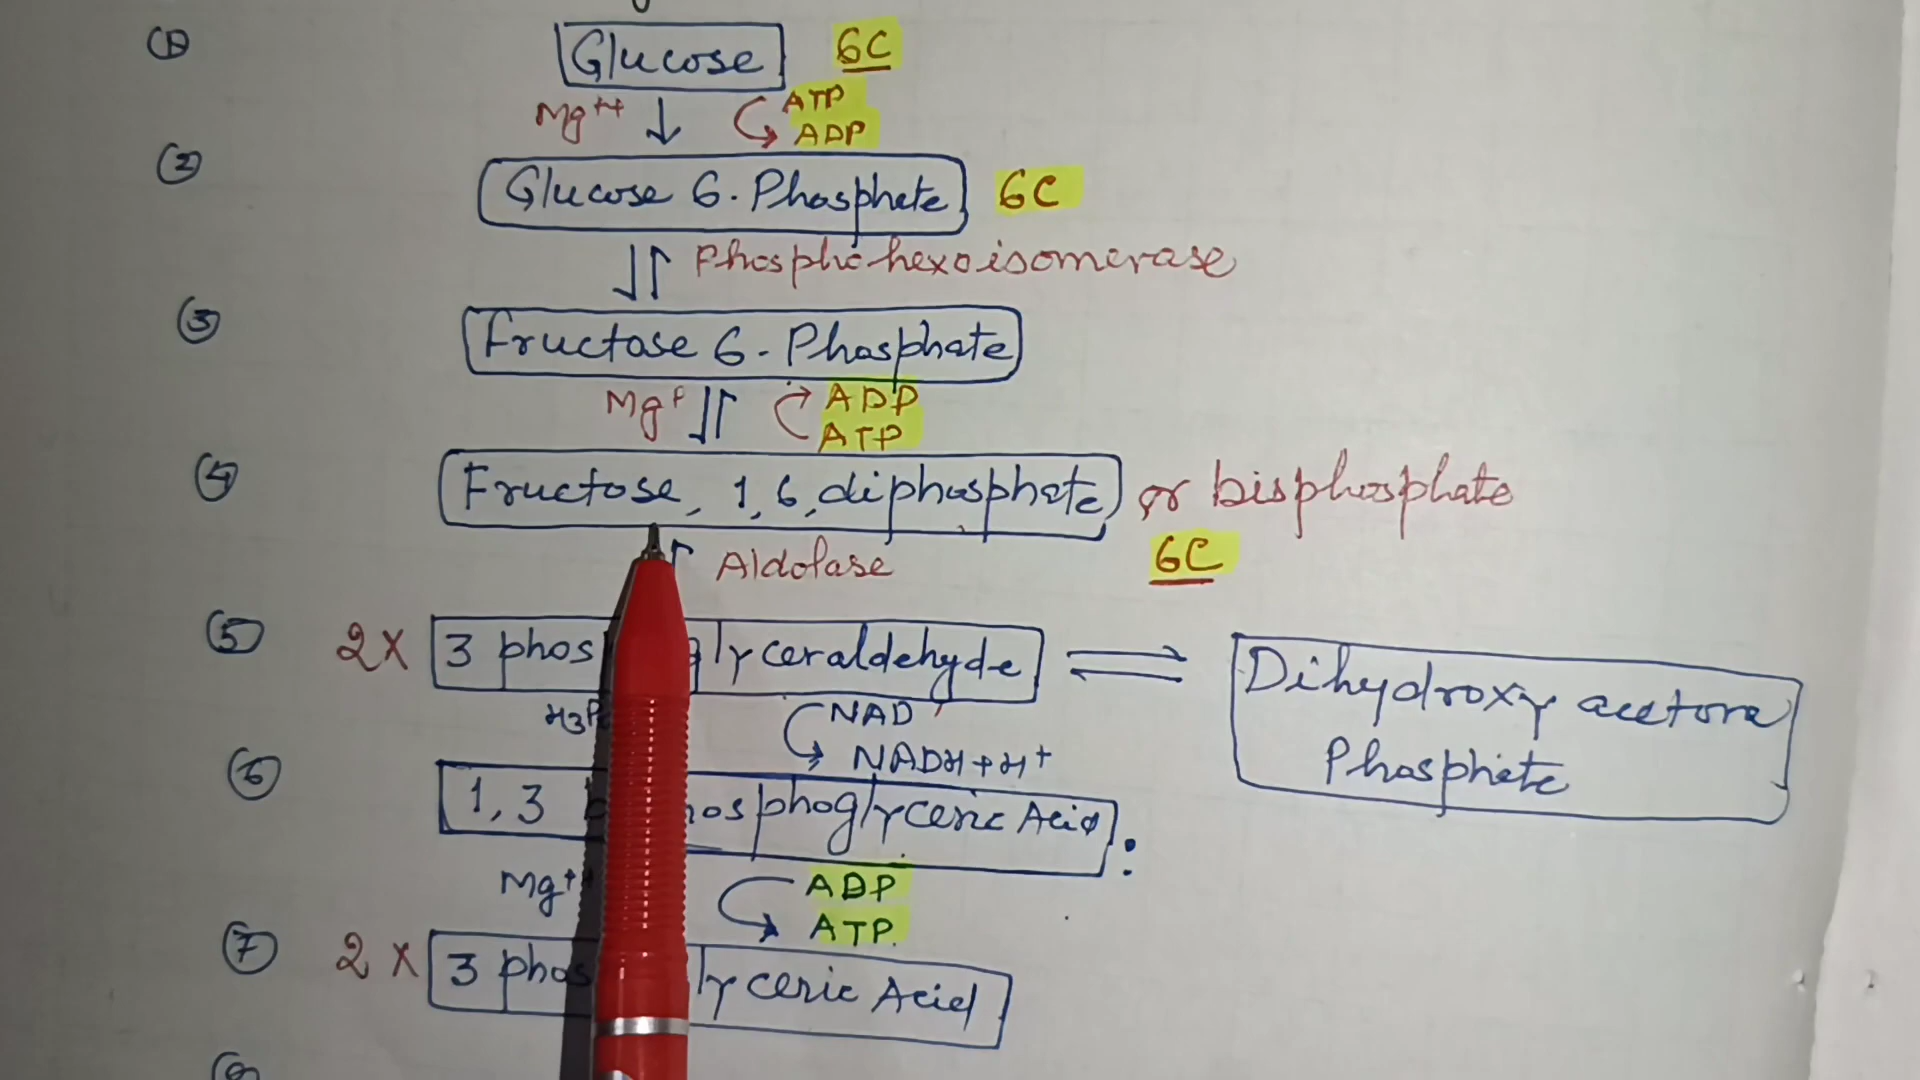 ① Glucose 6C
Mg++ ATP
ADP
② Glucose 6. Phosphate 6C
Phosphohexoisomerase
③ Fructose 6- Phosphate
ADP
ATP
④ Fructose, 1,6, diphosphate or bisphosphate
Aldolase 6C
⑤ 2 X 3 phos lyceraldehyde Dihydroxy acetone
Phosphate
NAD
NADH+H+
⑥ 1,3 hosphoglyceric Acid
Mg++ ADP
ATP.
⑦ 2 X 3 phos lyceric Acid